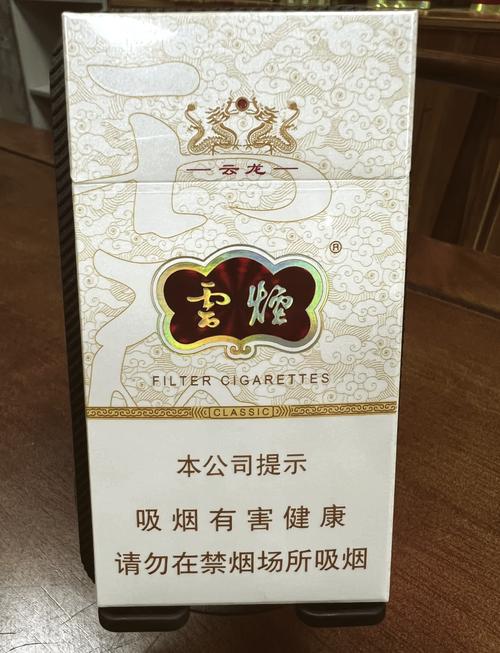 云龙
®
雲煙
FILTER CIGARETTES
CLASSIC
本公司提示
吸烟有害健康
请勿在禁烟场所吸烟